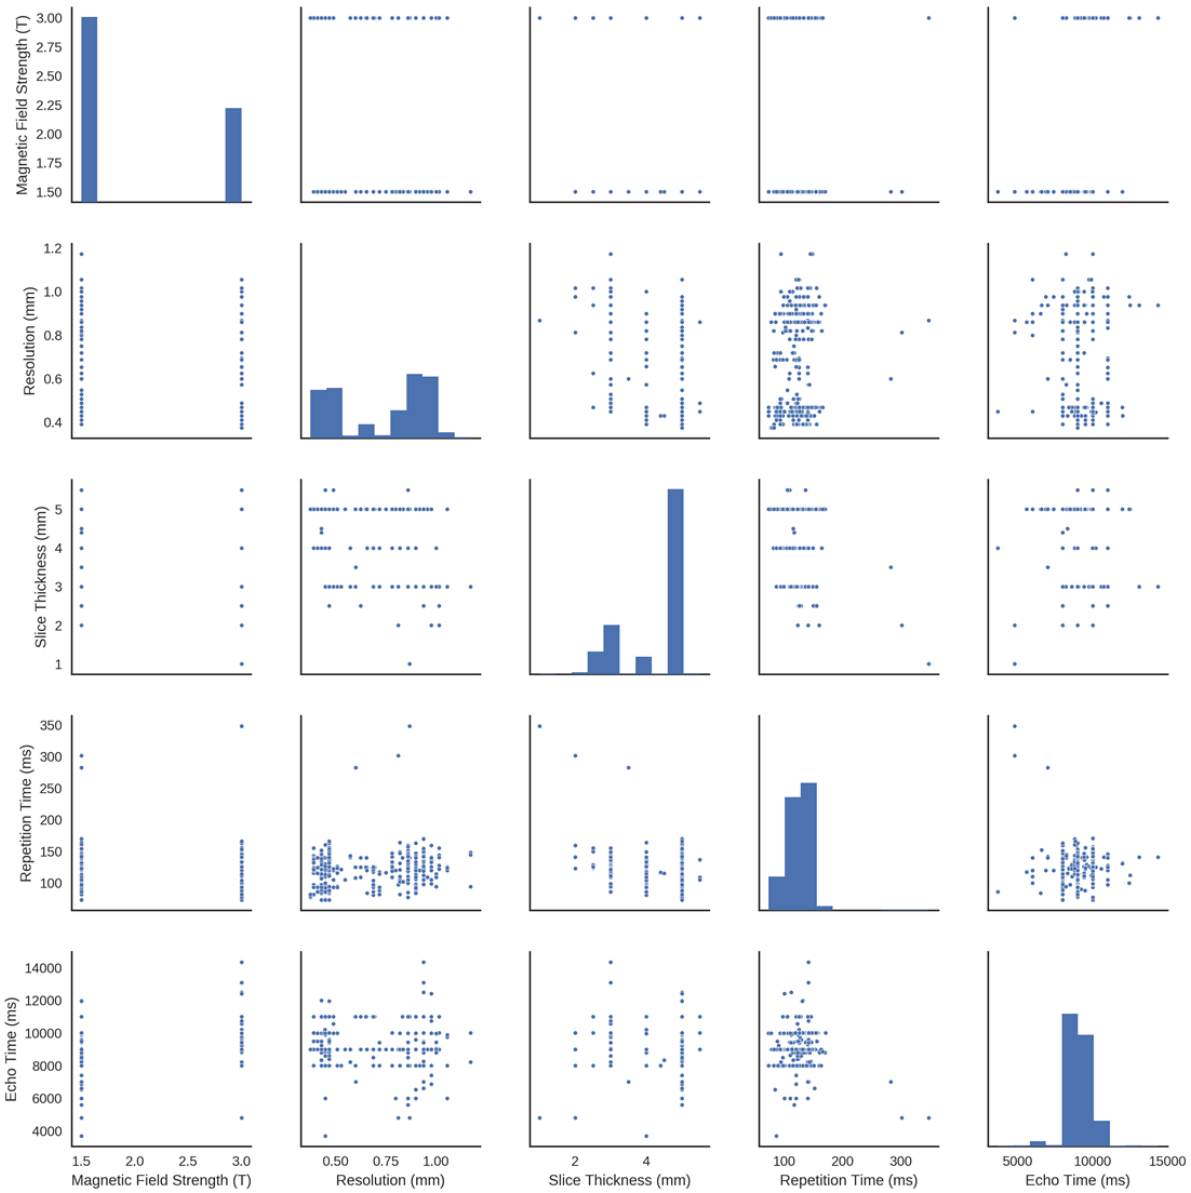 Magnetic Field Strength (T)
3.00
2.75
2.50
2.25
2.00
1.75
1.50
Resolution (mm)
1.2
1.0
0.8
0.6
0.4
Slice Thickness (mm)
5
4
3
2
1
Repetition Time (ms)
350
300
250
200
150
100
Echo Time (ms)
14000
12000
10000
8000
6000
4000
1.5 2.0 2.5 3.0
Magnetic Field Strength (T)
0.50 0.75 1.00
Resolution (mm)
2 4
Slice Thickness (mm)
100 200 300
Repetition Time (ms)
5000 10000 15000
Echo Time (ms)